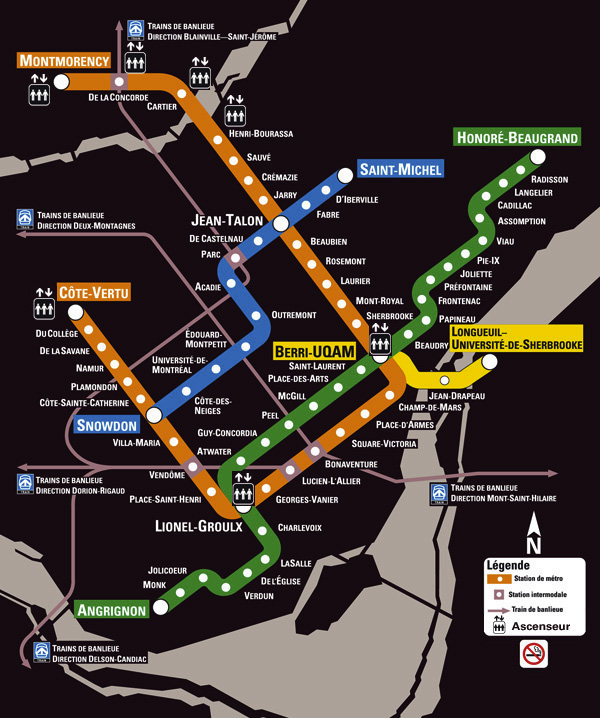 TRAINS DE BANLIEUE
DIRECTION BLAINVILLE—SAINT-JÉRÔME
TRAIN
MONTMORENCY
DE LA CONCORDE
CARTIER
HENRI-BOURASSA
SAUVÉ
CRÉMAZIE
JARRY
JEAN-TALON
SAINT-MICHEL
D'IBERVILLE
FABRE
DE CASTELNAU
PARC
ACADIE
OUTREMONT
ÉDOUARD-
MONTPETIT
UNIVERSITÉ-DE-
MONTRÉAL
CÔTE-DES-
NEIGES
SNOWDON
HONORÉ-BEAUGRAND
RADISSON
LANGELIER
CADILLAC
ASSOMPTION
VIAU
PIE-IX
JOLIETTE
PRÉFONTAINE
FRONTENAC
PAPINEAU
BEAUDRY
TRAINS DE BANLIEUE
DIRECTION DEUX-MONTAGNES
TRAIN
BEAUBIEN
ROSEMONT
LAURIER
MONT-ROYAL
SHERBROOKE
BERRI-UQAM
LONGUEUIL–
UNIVERSITÉ-DE-SHERBROOKE
JEAN-DRAPEAU
CHAMP-DE-MARS
PLACE-D'ARMES
SQUARE-VICTORIA
BONAVENTURE
LUCIEN-L'ALLIER
GEORGES-VANIER
SAINT-LAURENT
PLACE-DES-ARTS
MCGILL
PEEL
GUY-CONCORDIA
ATWATER
CÔTE-VERTU
DU COLLÈGE
DE LA SAVANE
NAMUR
PLAMONDON
CÔTE-SAINTE-CATHERINE
VILLA-MARIA
VENDÔME
PLACE-SAINT-HENRI
LIONEL-GROULX
CHARLEVOIX
LASALLE
DE L'ÉGLISE
VERDUN
JOLICOEUR
MONK
ANGRIGNON
TRAIN
TRAINS DE BANLIEUE
DIRECTION DORION-RIGAUD
TRAIN
TRAINS DE BANLIEUE
DIRECTION MONT-SAINT-HILAIRE
TRAIN
TRAINS DE BANLIEUE
DIRECTION DELSON-CANDIAC
N
Légende
Station de métro
Station intermodale
Train de banlieue
Ascenseur